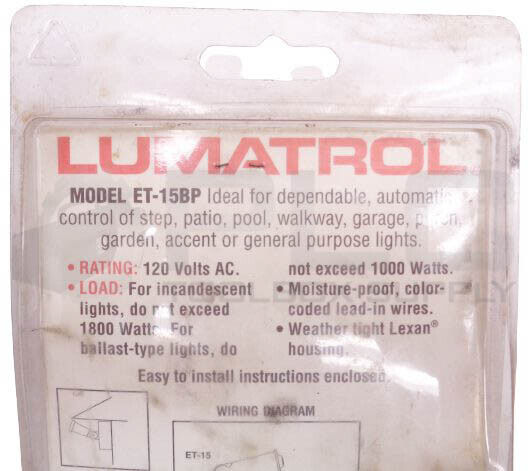 LUMATROL
MODEL ET-15BP Ideal for dependable, automatic
control of step, patio, pool, walkway, garage, porch,
garden, accent or general purpose lights.
• RATING: 120 Volts AC.
• LOAD: For incandescent
lights, do not exceed
1800 Watts. For
ballast-type lights, do
not exceed 1000 Watts.
• Moisture-proof, color-
coded lead-in wires.
• Weather tight Lexan®
housing.
Easy to install instructions enclosed.
WIRING DIAGRAM
ET-15